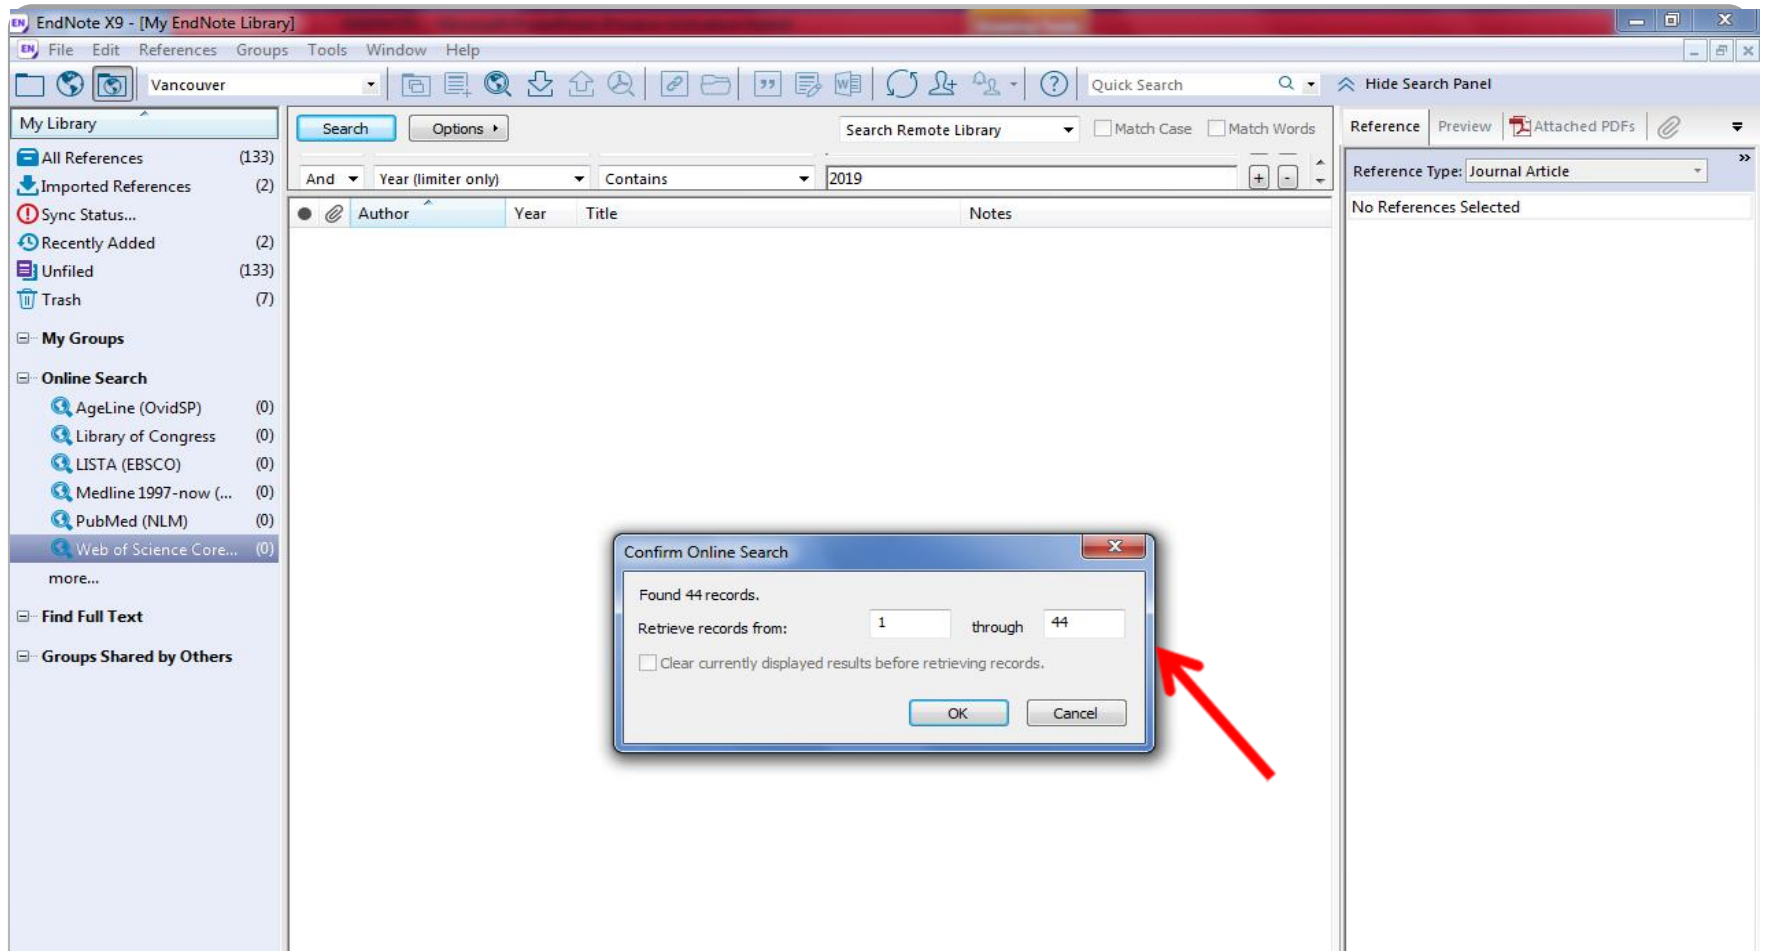 EndNote X9 - [My EndNote Library]
File Edit References Groups Tools Window Help
Vancouver
Quick Search
Hide Search Panel
My Library
All References (133)
Imported References (2)
Sync Status...
Recently Added (2)
Unfiled (133)
Trash (7)
My Groups
Online Search
AgeLine (OvidSP) (0)
Library of Congress (0)
LISTA (EBSCO) (0)
Medline 1997-now (... (0)
PubMed (NLM) (0)
Web of Science Core... (0)
more...
Find Full Text
Groups Shared by Others
Search Options Search Remote Library Match Case Match Words
And Year (limiter only) Contains 2019 + -
Author Year Title Notes
Reference Preview Attached PDFs
Reference Type: Journal Article
No References Selected
Confirm Online Search
Found 44 records.
Retrieve records from: 1 through 44
Clear currently displayed results before retrieving records.
OK Cancel